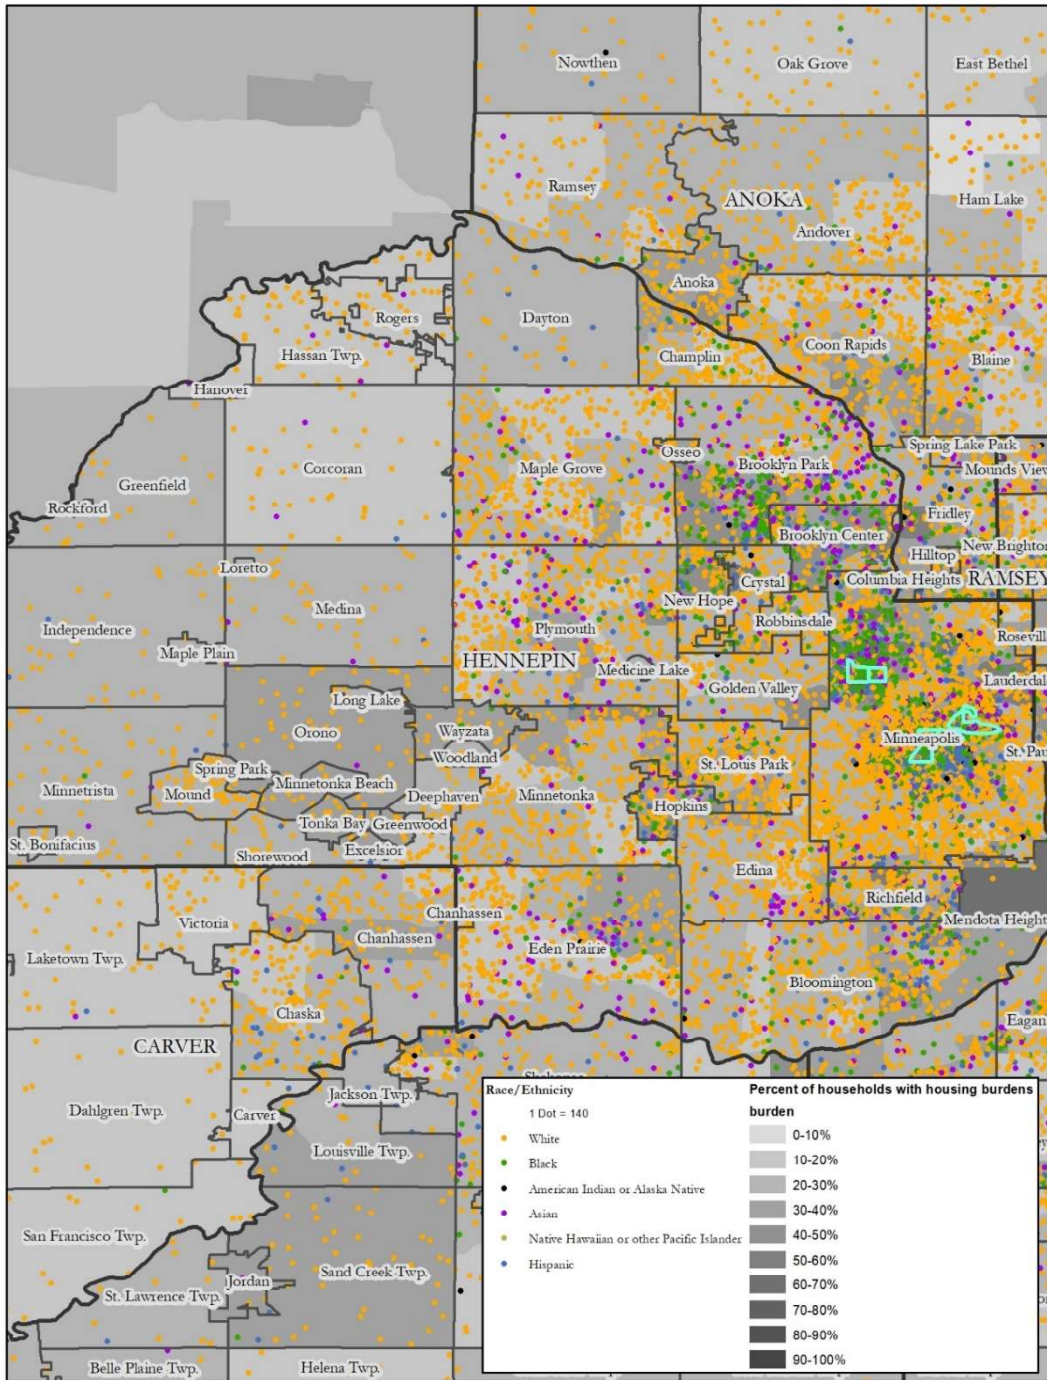 Nowthen
Oak Grove
East Bethel
Ramsey
ANOKA
Ham Lake
Andover
Anoka
Rogers
Dayton
Coon Rapids
Hassan Twp.
Champlin
Blaine
Hanover
Spring Lake Park
Osseo
Maple Grove
Brooklyn Park
Mounds View
Corcoran
Greenfield
Rockford
Fridley
Brooklyn Center
New Brighton
Hilltop
Loretto
Crystal
Columbia Heights
RAMSEY
New Hope
Medina
Robbinsdale
Independence
Plymouth
Maple Plain
HENNEPIN
Medicine Lake
Golden Valley
Lauderdale
Long Lake
Orono
Wayzata
Minneapolis
Woodland
St. Louis Park
Spring Park
Minnetonka Beach
Minnetrista
Mound
Deephaven
Minnetonka
Hopkins
Tonka Bay
Greenwood
St. Bonifacius
Excelsior
Shorewood
Edina
Richfield
Victoria
Chanhassen
Mendota Height
Chanhassen
Eden Prairie
Laketown Twp.
Bloomington
Chaska
Eagan
CARVER
Jackson Twp.
Dahlgren Twp.
Carver
Louisville Twp.
San Francisco Twp.
Sand Creek Twp.
Jordan
St. Lawrence Twp.
Belle Plaine Twp.
Helena Twp.
Race/Ethnicity
1 Dot = 140
White
Black
American Indian or Alaska Native
Asian
Native Hawaiian or other Pacific Islander
Hispanic
Percent of households with housing burdens
burden
0-10%
10-20%
20-30%
30-40%
40-50%
50-60%
60-70%
70-80%
80-90%
90-100%